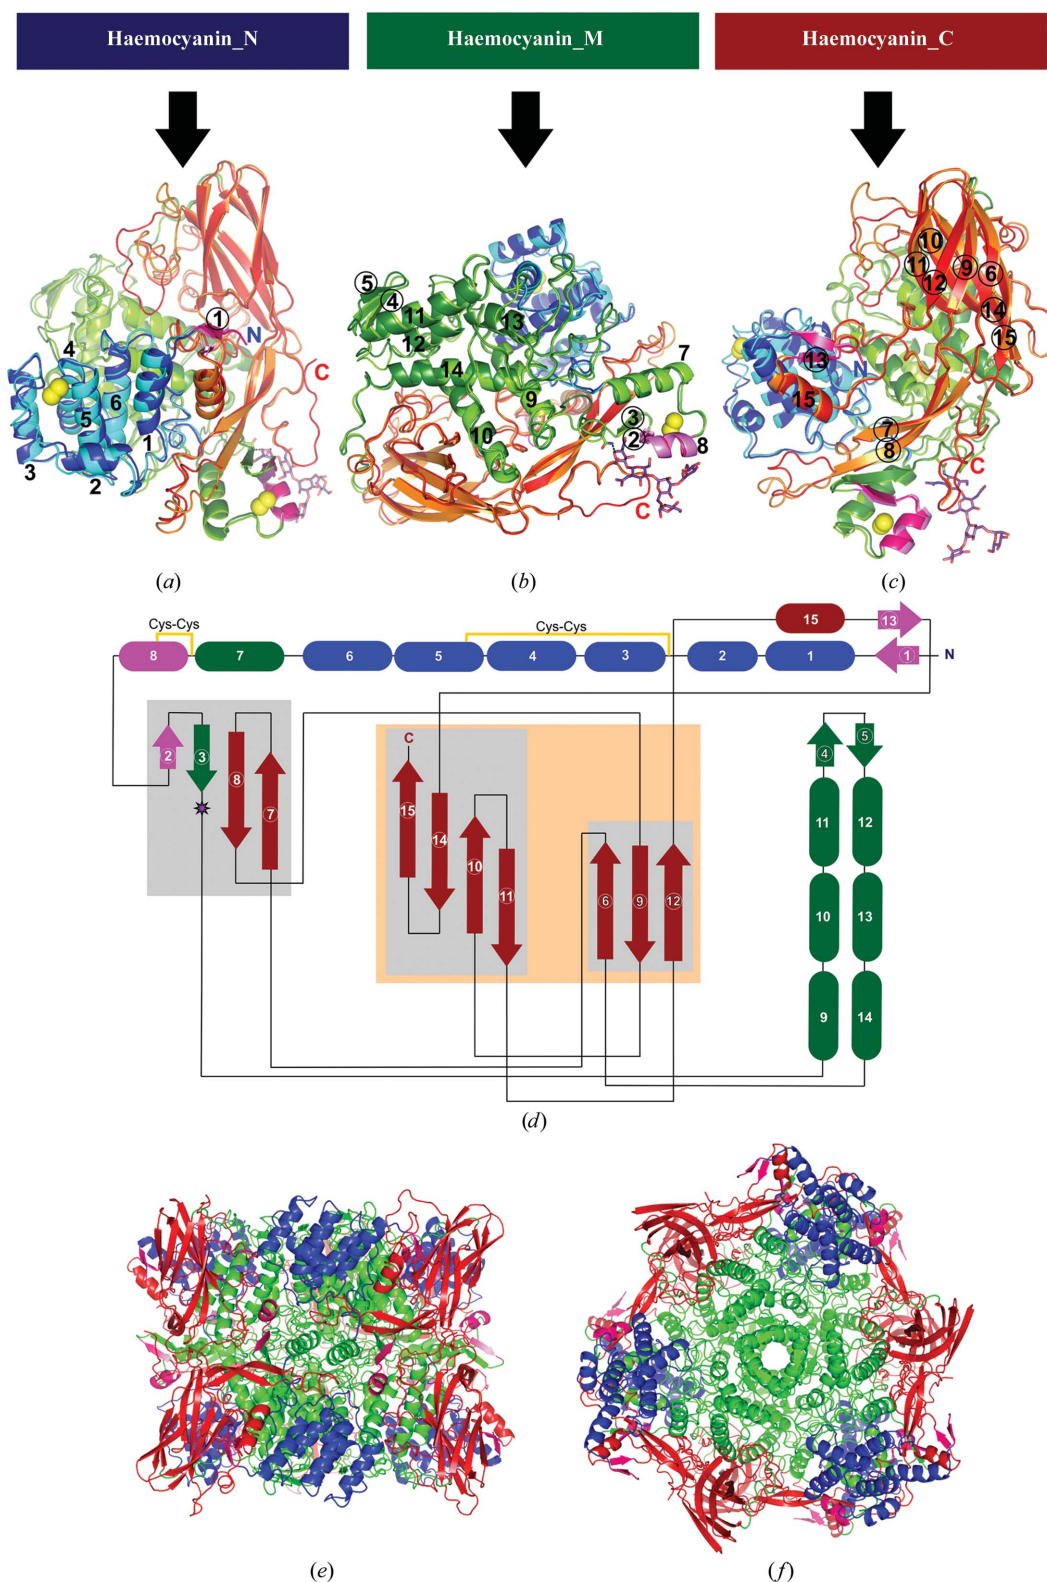 Haemocyanin_N Haemocyanin_M Haemocyanin_C
1 N 4 6 5 C 1 3 2
5 4 11 13 12 14 7 9 3 2 10 8 C
10 11 12 9 6 14 13 N 15 15 7 8 C
(a) (b) (c)
15 13
Cys-Cys Cys-Cys
8 7 6 5 4 3 2 1 1 N
2 3 8 7
C
15 14 10 11
6 9 12
4 5
11 12
10 13
9 14
(d)
(e) (f)